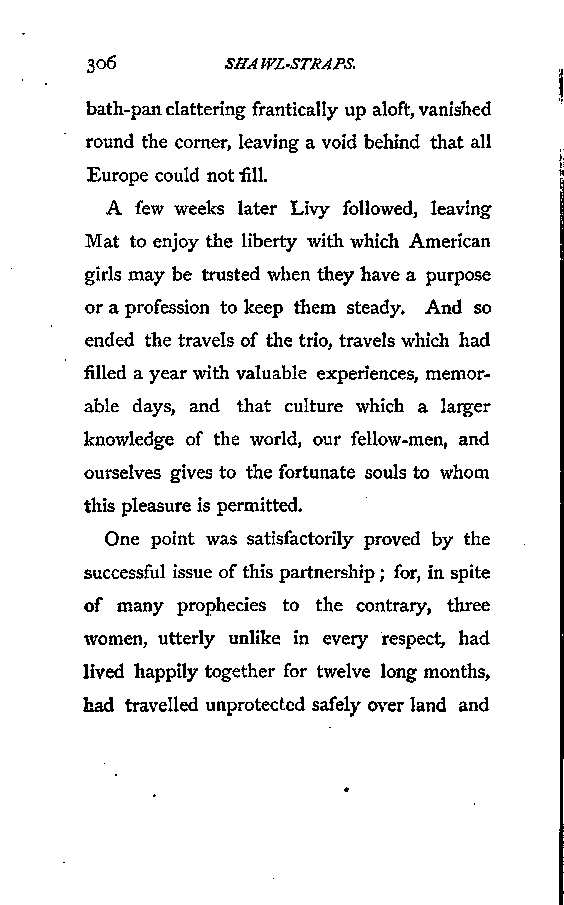 306 SHAWL-STRAPS.
bath-pan clattering frantically up aloft, vanished
round the corner, leaving a void behind that all
Europe could not fill.
A few weeks later Livy followed, leaving
Mat to enjoy the liberty with which American
girls may be trusted when they have a purpose
or a profession to keep them steady. And so
ended the travels of the trio, travels which had
filled a year with valuable experiences, memor-
able days, and that culture which a larger
knowledge of the world, our fellow-men, and
ourselves gives to the fortunate souls to whom
this pleasure is permitted.
One point was satisfactorily proved by the
successful issue of this partnership; for, in spite
of many prophecies to the contrary, three
women, utterly unlike in every respect, had
lived happily together for twelve long months,
had travelled unprotected safely over land and